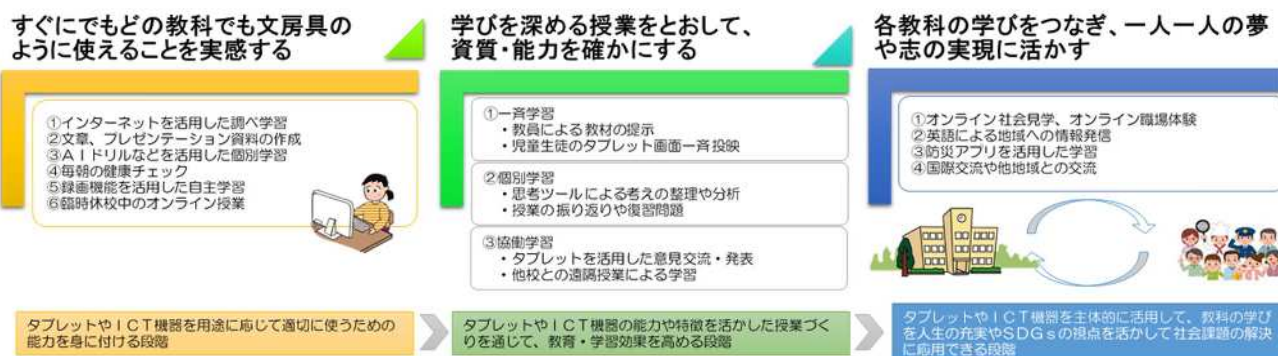 すぐにでもどの教科でも文房具の
ように使えることを実感する
①インターネットを活用した調べ学習
②文章、プレゼンテーション資料の作成
③AIドリルなどを活用した個別学習
④毎朝の健康チェック
⑤録画機能を活用した自主学習
⑥臨時休校中のオンライン授業
タブレットやICT機器を用途に応じて適切に使うための
能力を身に付ける段階
学びを深める授業をとおして、
資質・能力を確かにする
①一斉学習
・教員による教材の提示
・児童生徒のタブレット画面一斉投映
②個別学習
・思考ツールによる考えの整理や分析
・授業の振り返りや復習問題
③協働学習
・タブレットを活用した意見交流・発表
・他校との遠隔授業による学習
タブレットやICT機器の能力や特徴を活かした授業づく
りを通じて、教育・学習効果を高める段階
各教科の学びをつなぎ、一人一人の夢
や志の実現に活かす
①オンライン社会見学、オンライン職場体験
②英語による地域への情報発信
③防災アプリを活用した学習
④国際交流や他地域との交流
タブレットやICT機器を主体的に活用して、教科の学び
を人生の充実やSDGsの視点を活かして社会課題の解決
に応用できる段階